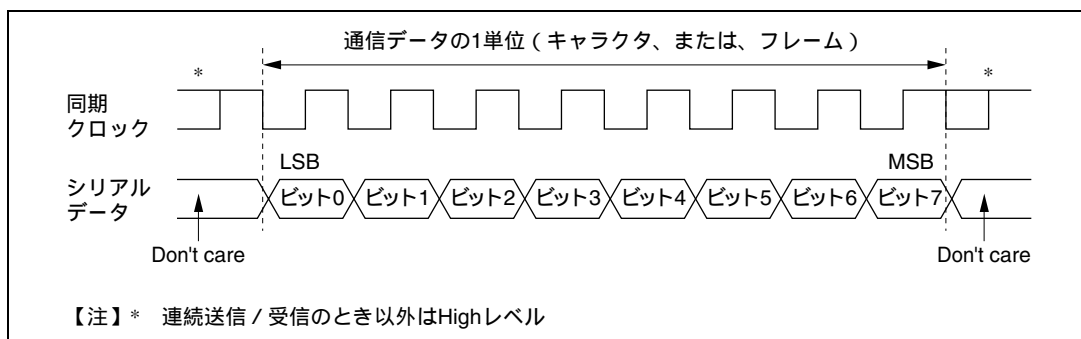 通信データの1単位（キャラクタ、または、フレーム）
* *
同期
クロック
LSB MSB
シリアル
データ
ビット0 ビット1 ビット2 ビット3 ビット4 ビット5 ビット6 ビット7
Don't care Don't care
【注】* 連続送信／受信のとき以外はHighレベル